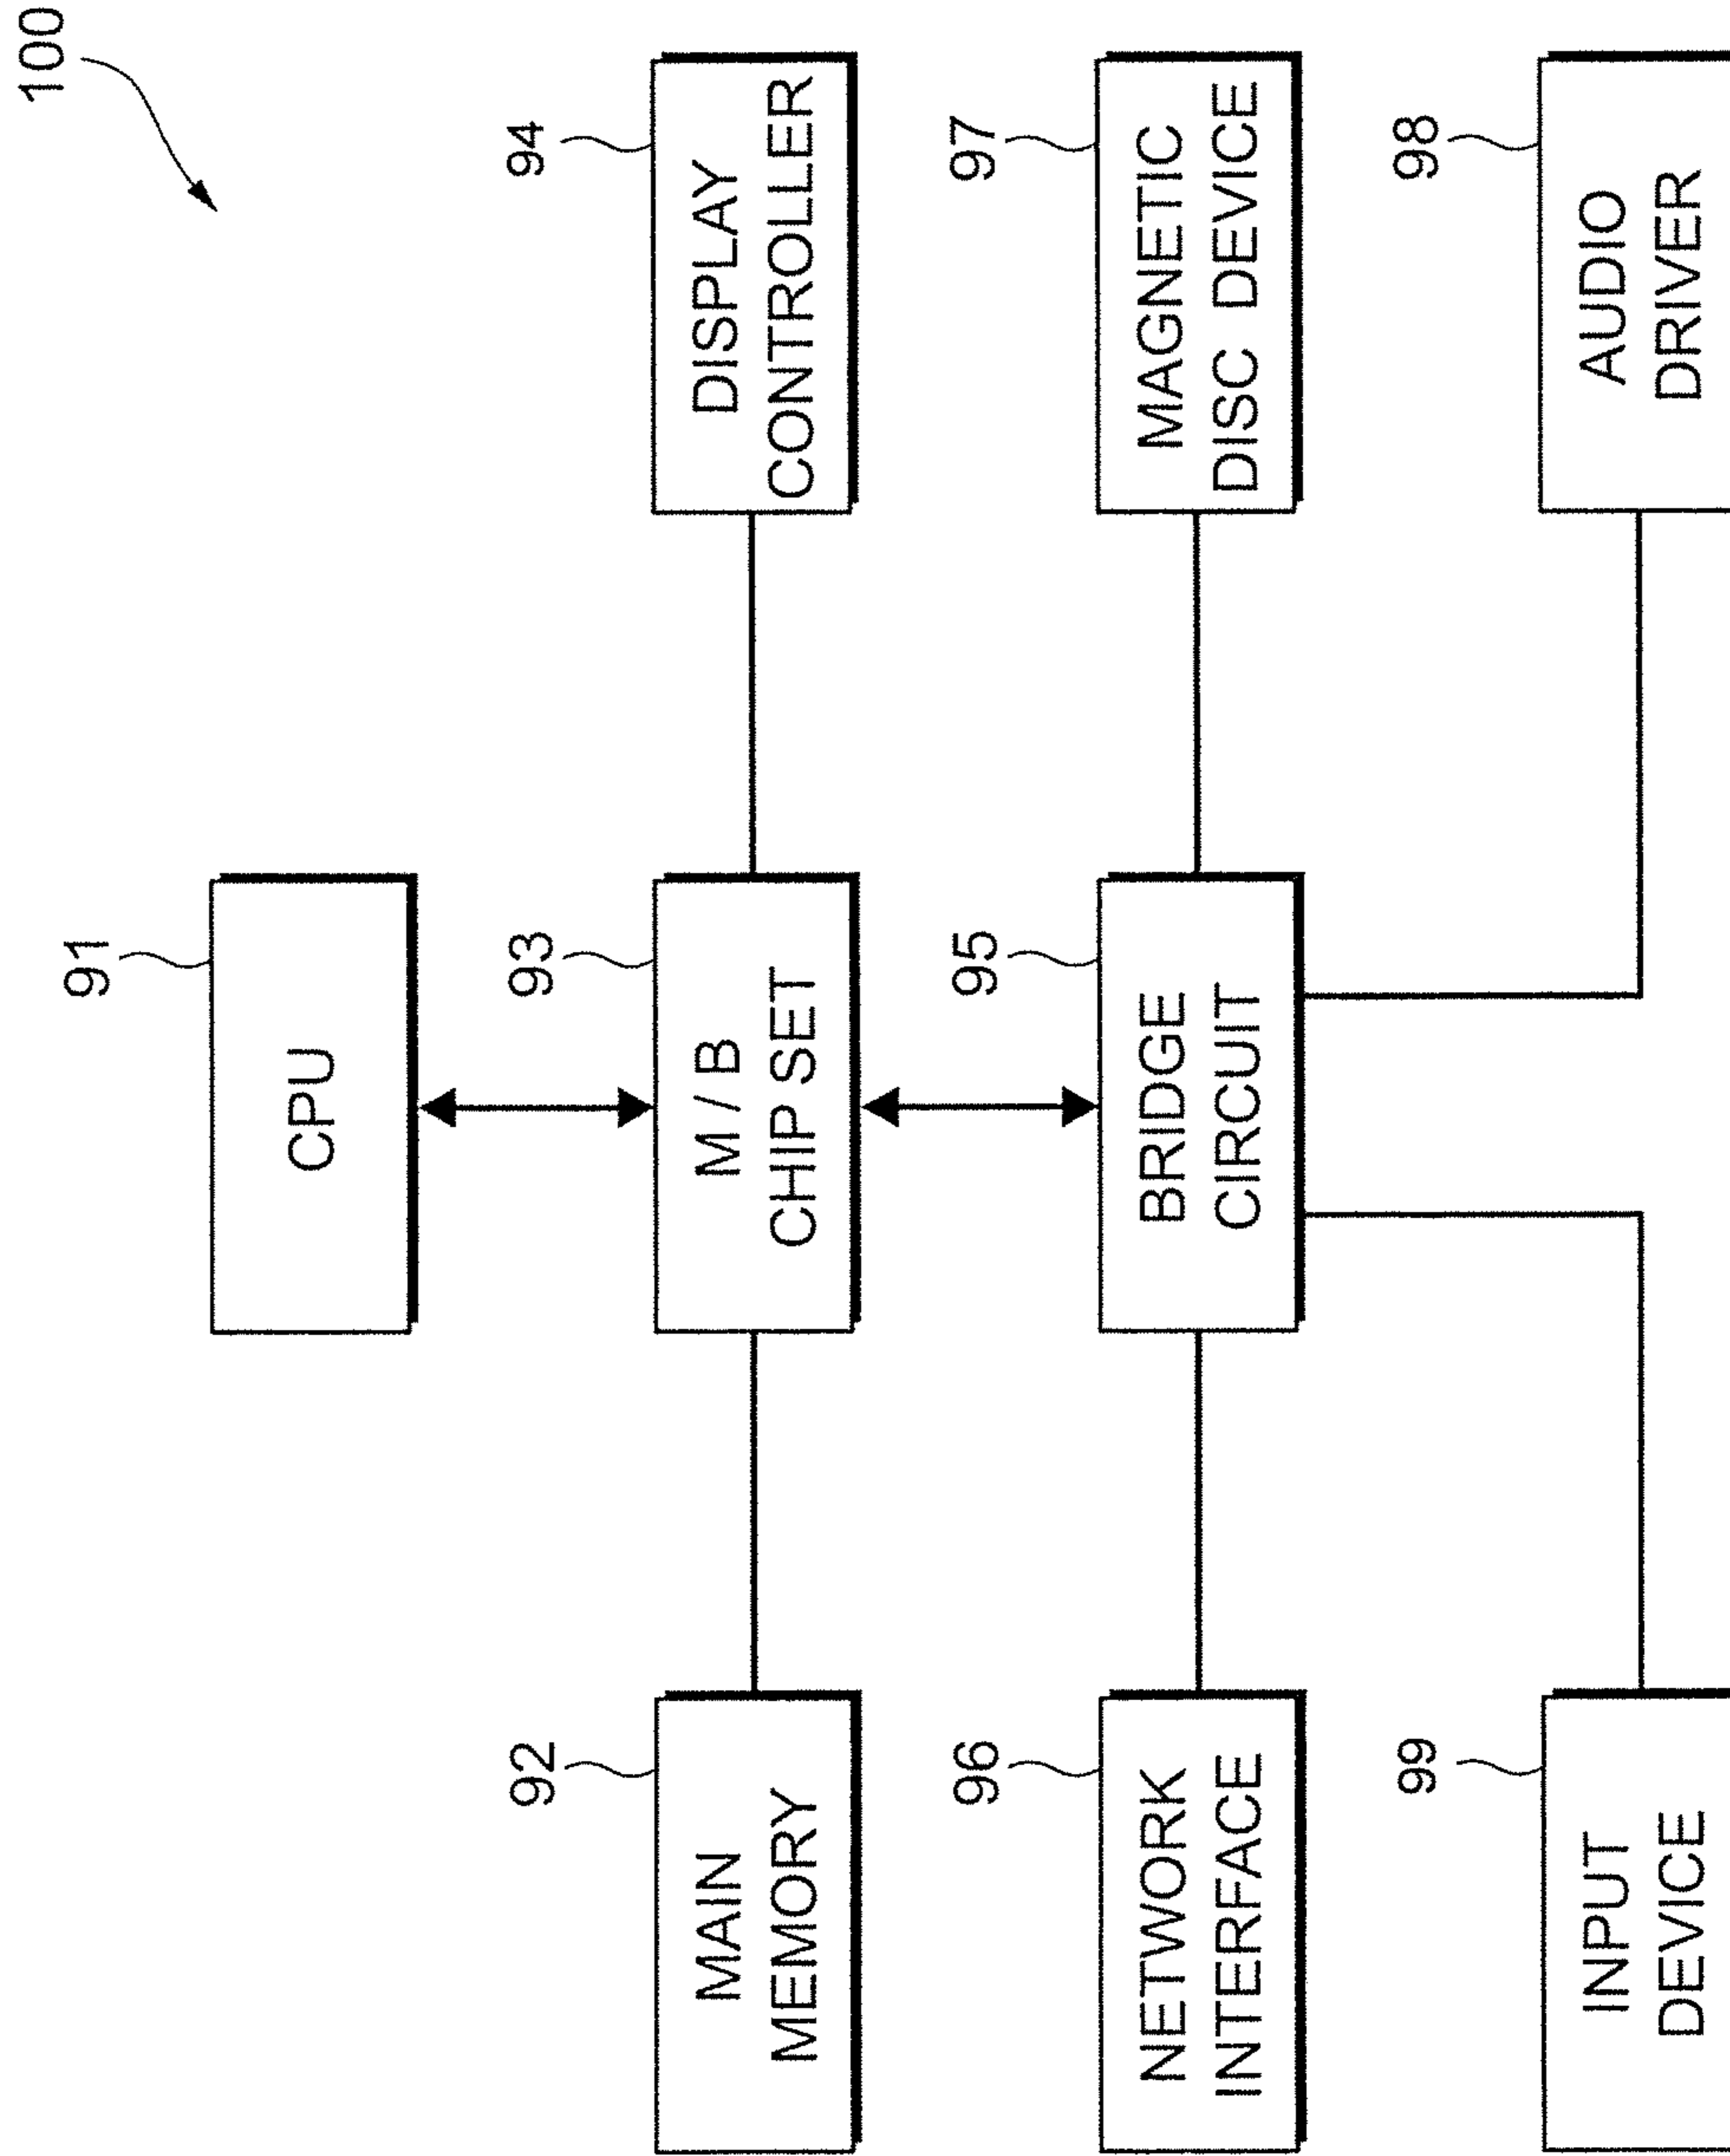 100
91
CPU
92
MAIN
MEMORY
93
M / B
CHIP SET
94
DISPLAY
CONTROLLER
96
NETWORK
INTERFACE
95
BRIDGE
CIRCUIT
97
MAGNETIC
DISC DEVICE
99
INPUT
DEVICE
98
AUDIO
DRIVER